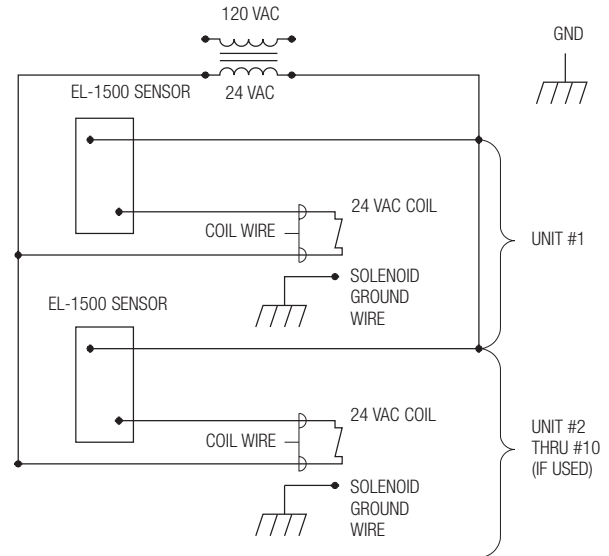 120 VAC
GND
24 VAC
EL-1500 SENSOR
24 VAC COIL
COIL WIRE
UNIT #1
SOLENOID
GROUND
WIRE
EL-1500 SENSOR
24 VAC COIL
COIL WIRE
UNIT #2
THRU #10
(IF USED)
SOLENOID
GROUND
WIRE